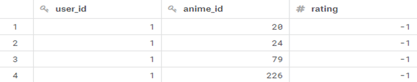 user_id anime_id # rating
1 1 20 -1
2 1 24 -1
3 1 79 -1
4 1 226 -1